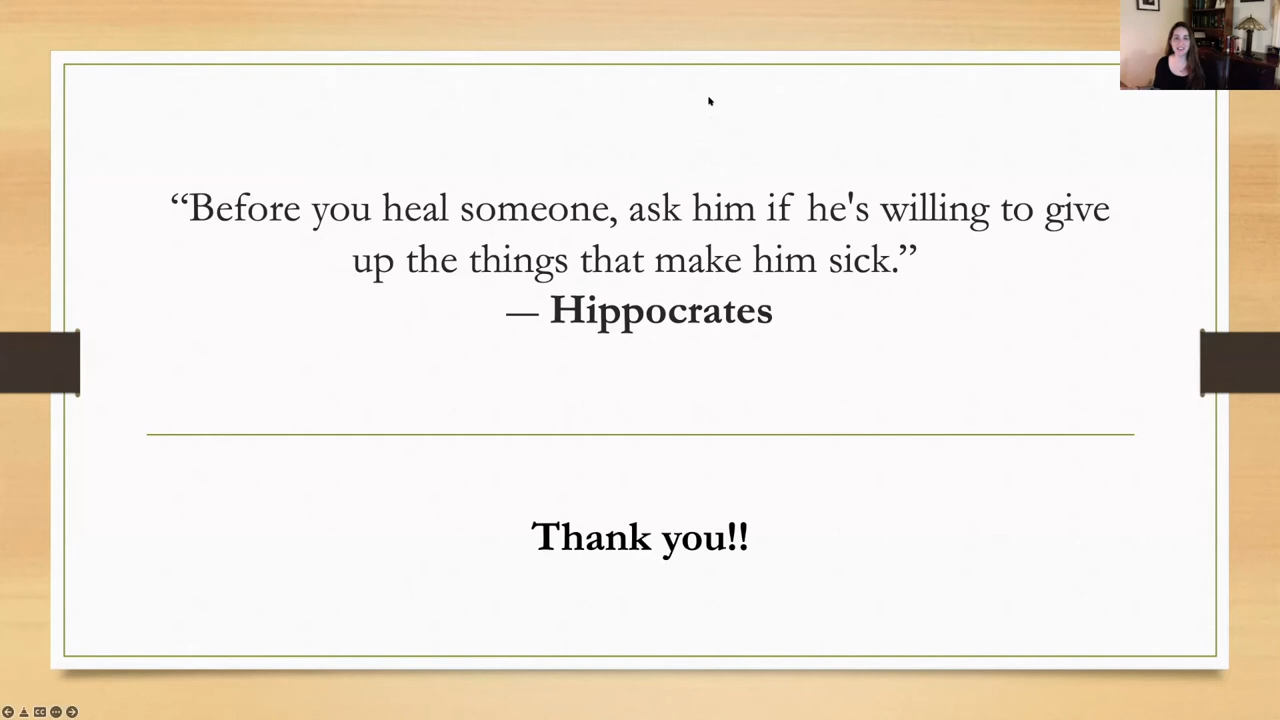 “Before you heal someone, ask him if he's willing to give
up the things that make him sick.”
— Hippocrates
Thank you!!